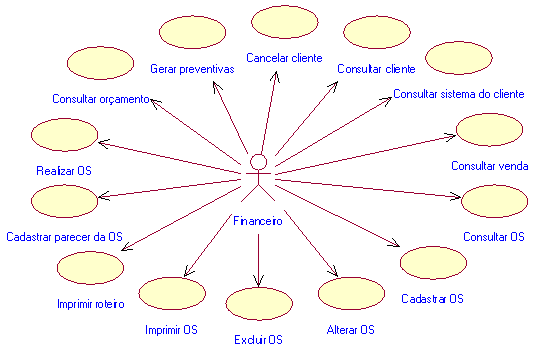 Cancelar cliente
Gerar preventivas
Consultar cliente
Consultar orçamento
Consultar sistema do cliente
Realizar OS
Consultar venda
Financeiro
Cadastrar parecer da OS
Consultar OS
Imprimir roteiro
Cadastrar OS
Imprimir OS
Excluir OS
Alterar OS